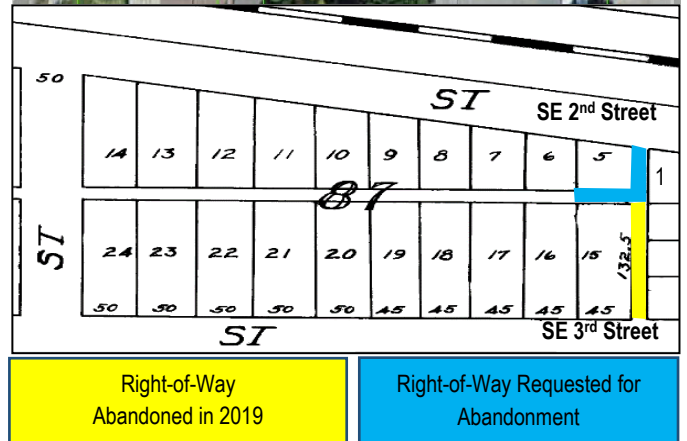 50
ST
SE 2nd Street
14 13 12 11 10 9 8 7 6 5
1
87
ST
24 23 22 21 20 19 18 17 16 15
132.5
50 50 50 50 50 45 45 45 45 45
ST
SE 3rd Street
Right-of-Way
Abandoned in 2019
Right-of-Way Requested for
Abandonment